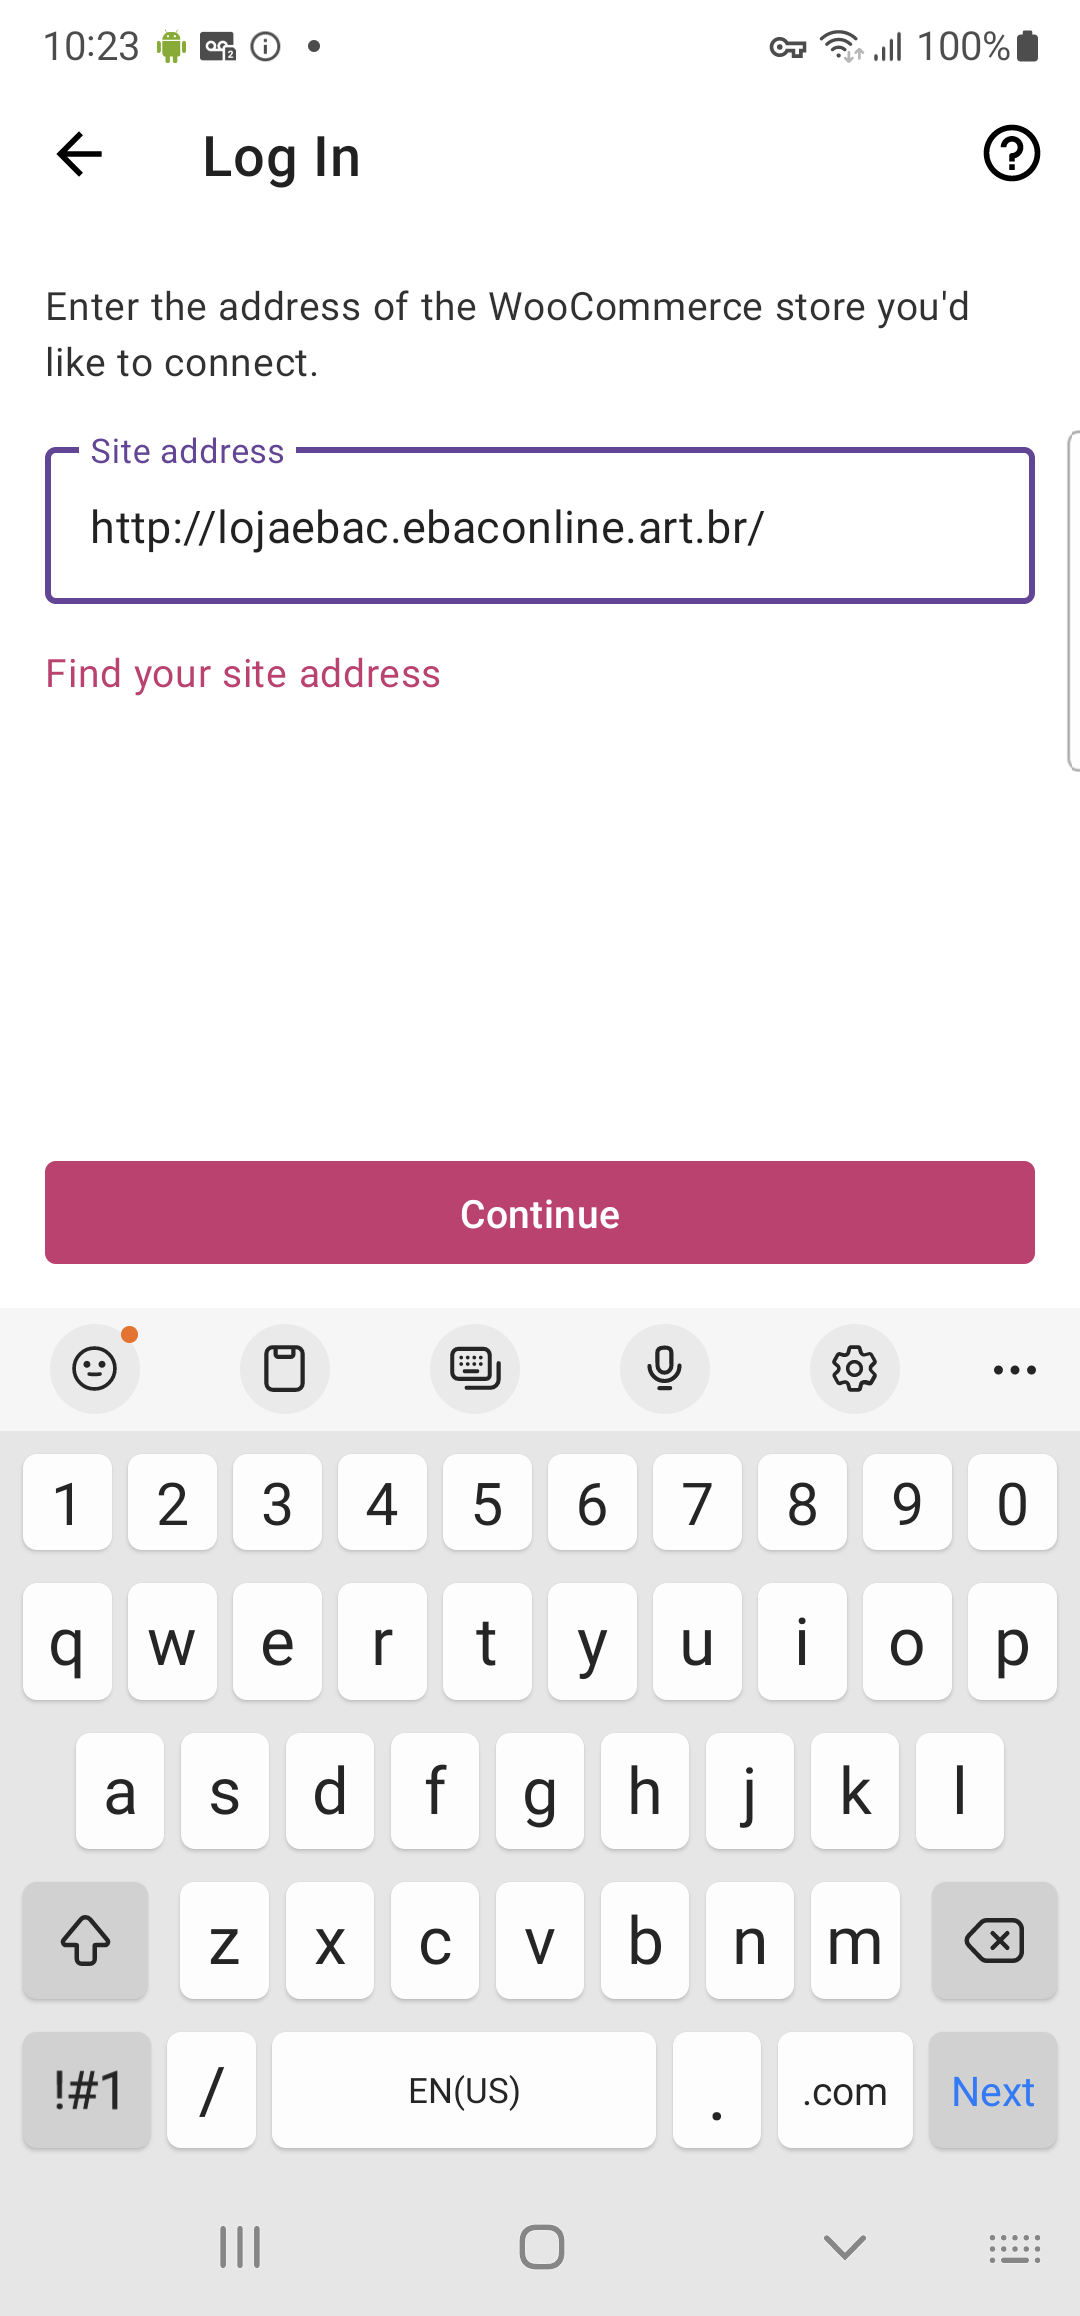 10:23
100%
Log In
Enter the address of the WooCommerce store you'd
like to connect.
Site address
http://lojaebac.ebaconline.art.br/
Find your site address
Continue
1 2 3 4 5 6 7 8 9 0
q w e r t y u i o p
a s d f g h j k l
z x c v b n m
!#1 / EN(US) . .com Next